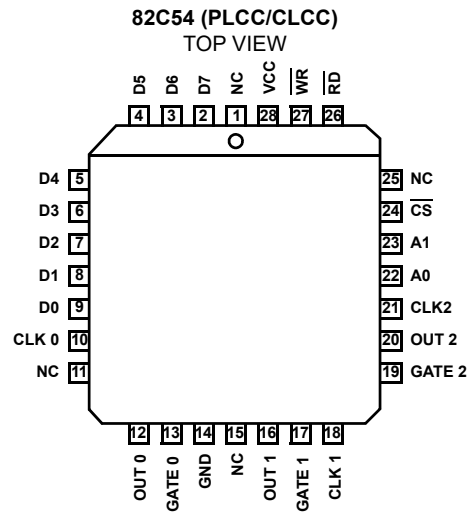 82C54 (PLCC/CLCC)
TOP VIEW
D5 D6 D7 NC VCC WR RD
4 3 2 1 28 27 26
D4 5
D3 6
D2 7
D1 8
D0 9
CLK 0 10
NC 11
25 NC
24 CS
23 A1
22 A0
21 CLK2
20 OUT 2
19 GATE 2
12 13 14 15 16 17 18
OUT 0 GATE 0 GND NC OUT 1 GATE 1 CLK 1